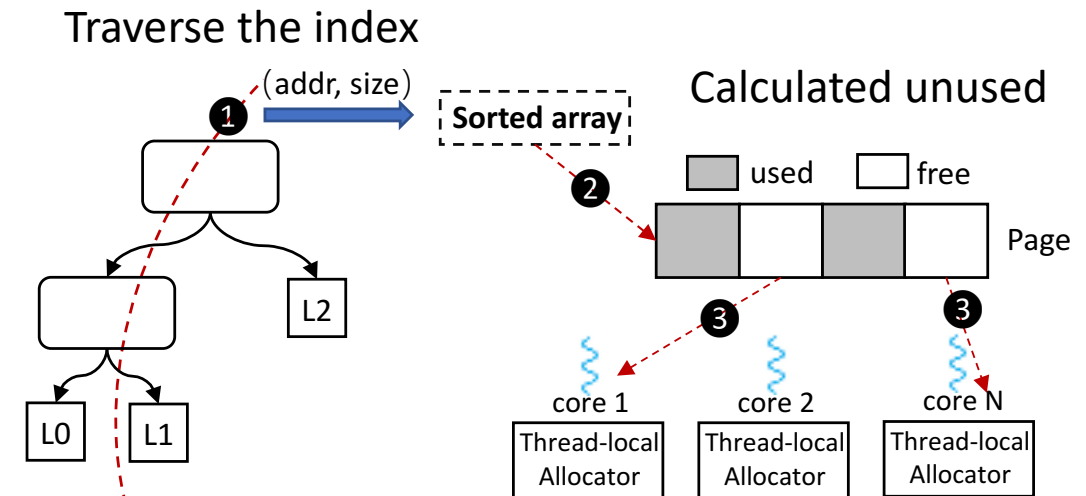 Traverse the index
1
(addr, size)
Sorted array
Calculated unused
2
used
free
Page
L2
3
3
L0
L1
core 1
core 2
core N
Thread-local
Allocator
Thread-local
Allocator
Thread-local
Allocator